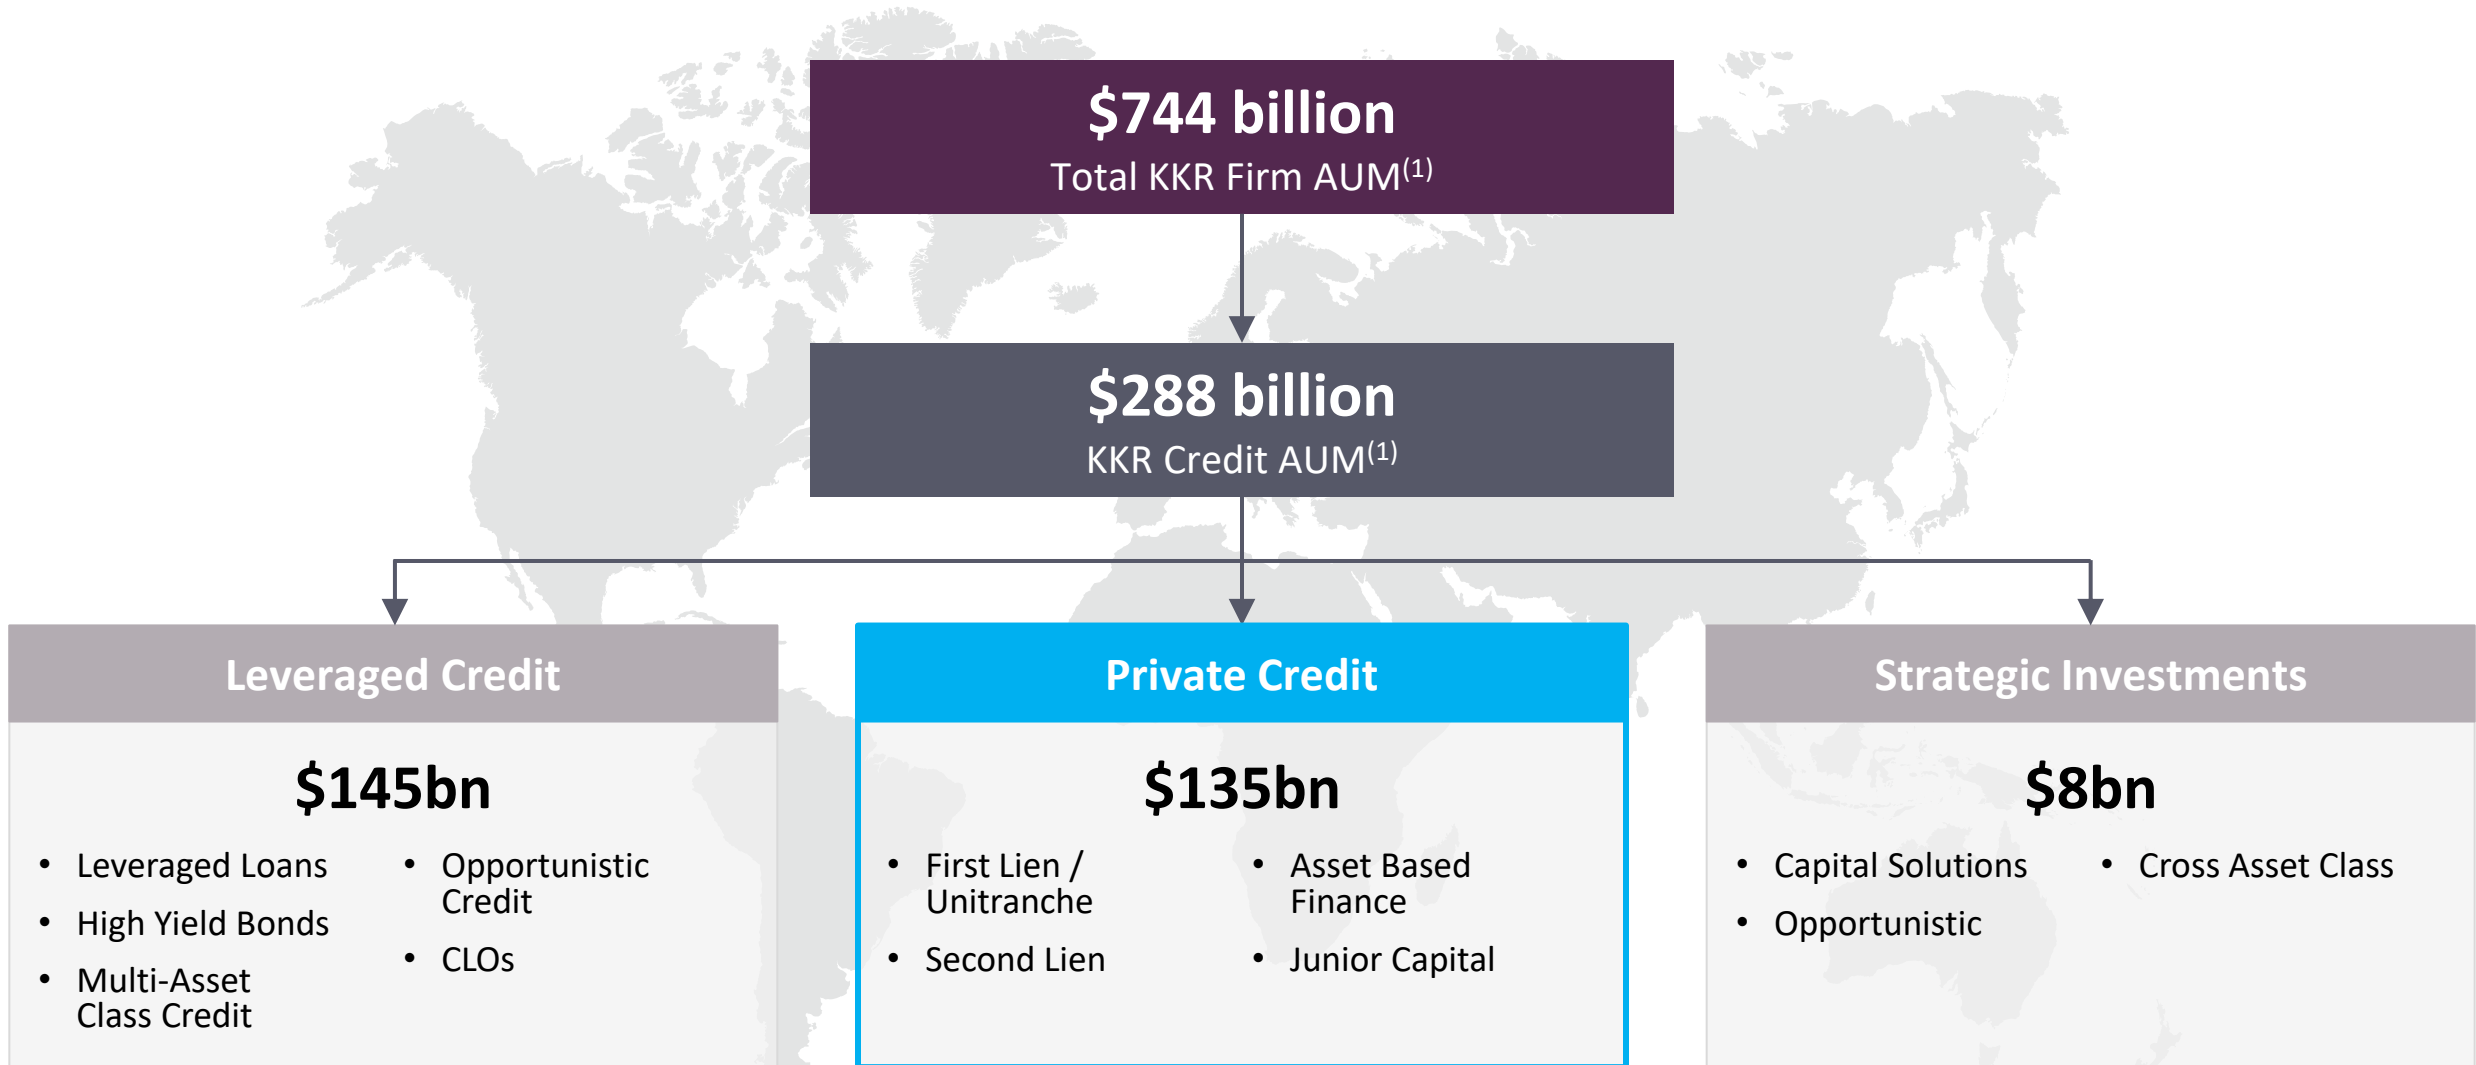 $744 billion
Total KKR Firm AUM(1)
$288 billion
KKR Credit AUM(1)
Leveraged Credit
$145bn
• Leveraged Loans
• High Yield Bonds
• Multi-Asset
Class Credit
• Opportunistic
Credit
• CLOs
Private Credit
$135bn
• First Lien /
Unitranche
• Second Lien
• Asset Based
Finance
• Junior Capital
Strategic Investments
$8bn
• Capital Solutions
• Opportunistic
• Cross Asset Class